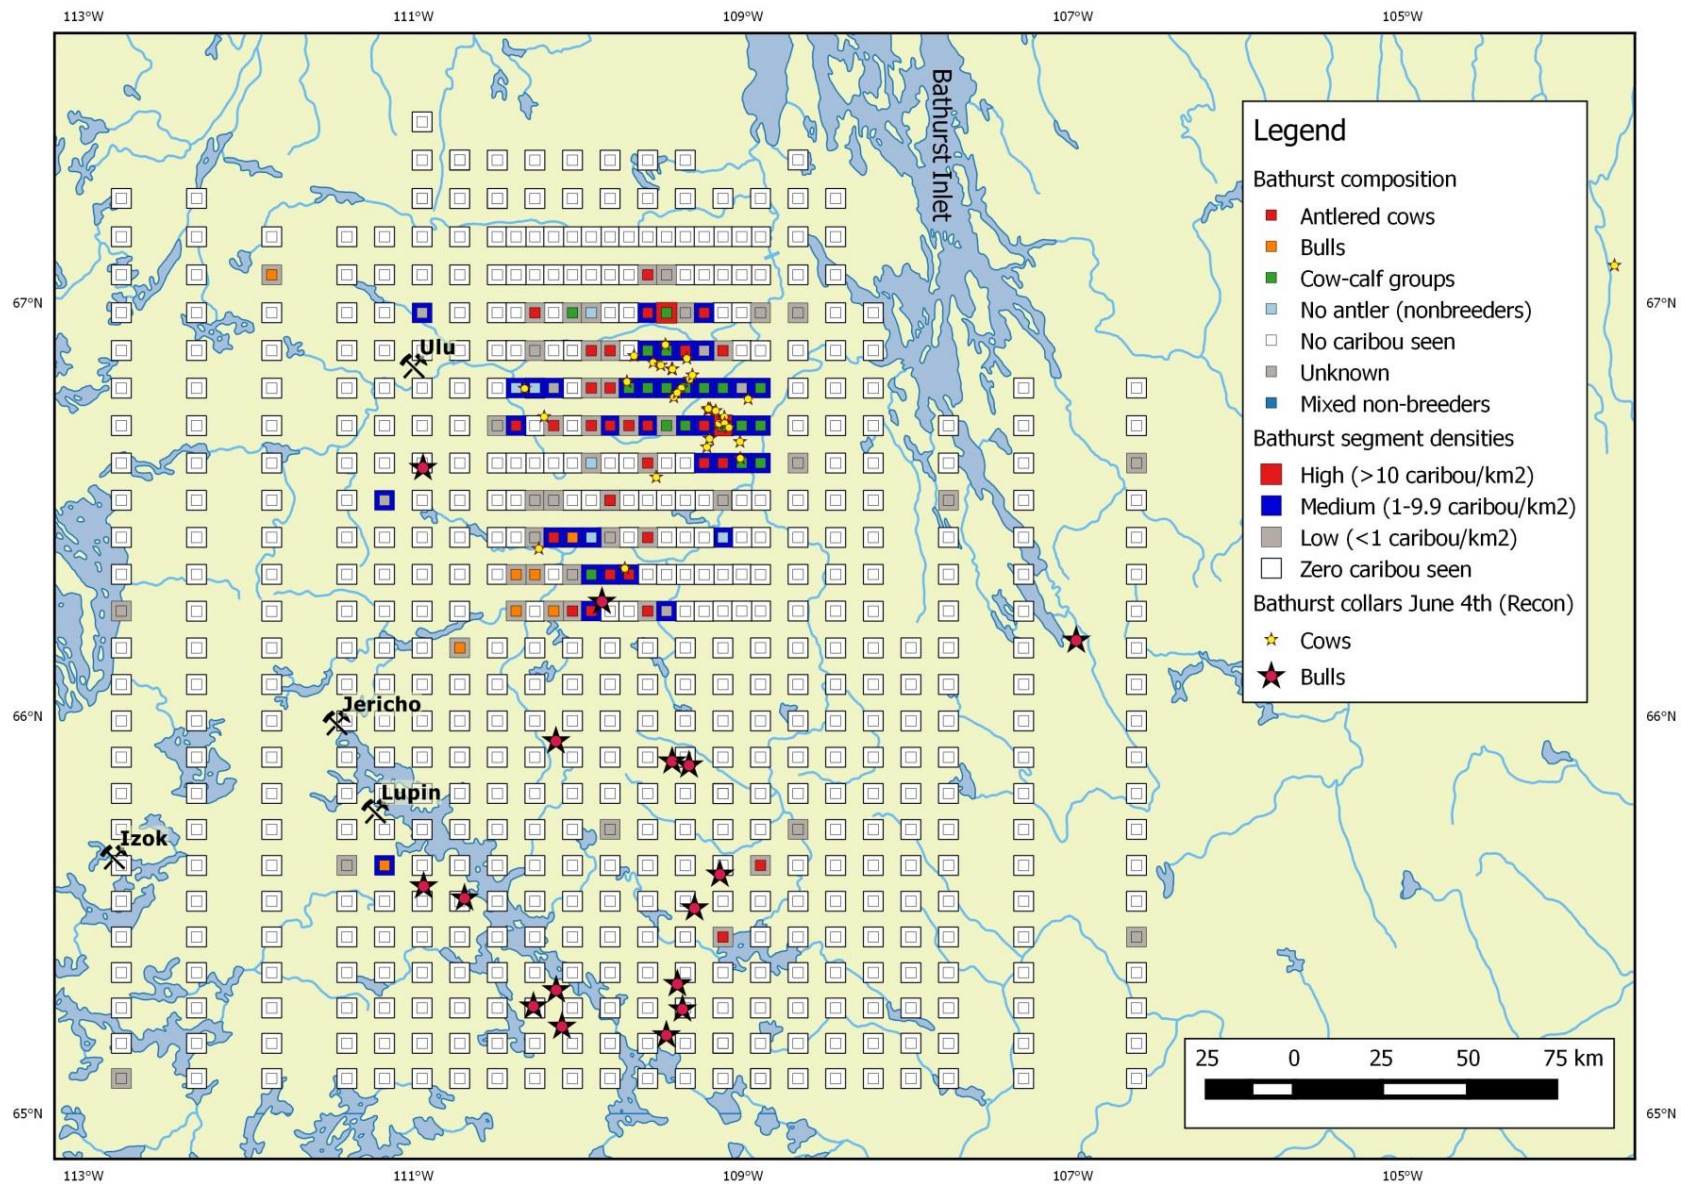 113°W 111°W 109°W 107°W 105°W
Bathurst Inlet
Legend
Bathurst composition
Antlered cows
Bulls
Cow-calf groups
No antler (nonbreeders)
No caribou seen
Unknown
Mixed non-breeders
Bathurst segment densities
High (>10 caribou/km2)
Medium (1-9.9 caribou/km2)
Low (<1 caribou/km2)
Zero caribou seen
Bathurst collars June 4th (Recon)
Cows
Bulls
67°N 67°N
Ulu
Jericho
66°N 66°N
Lupin
Izok
25 0 25 50 75 km
65°N 65°N
113°W 111°W 109°W 107°W 105°W